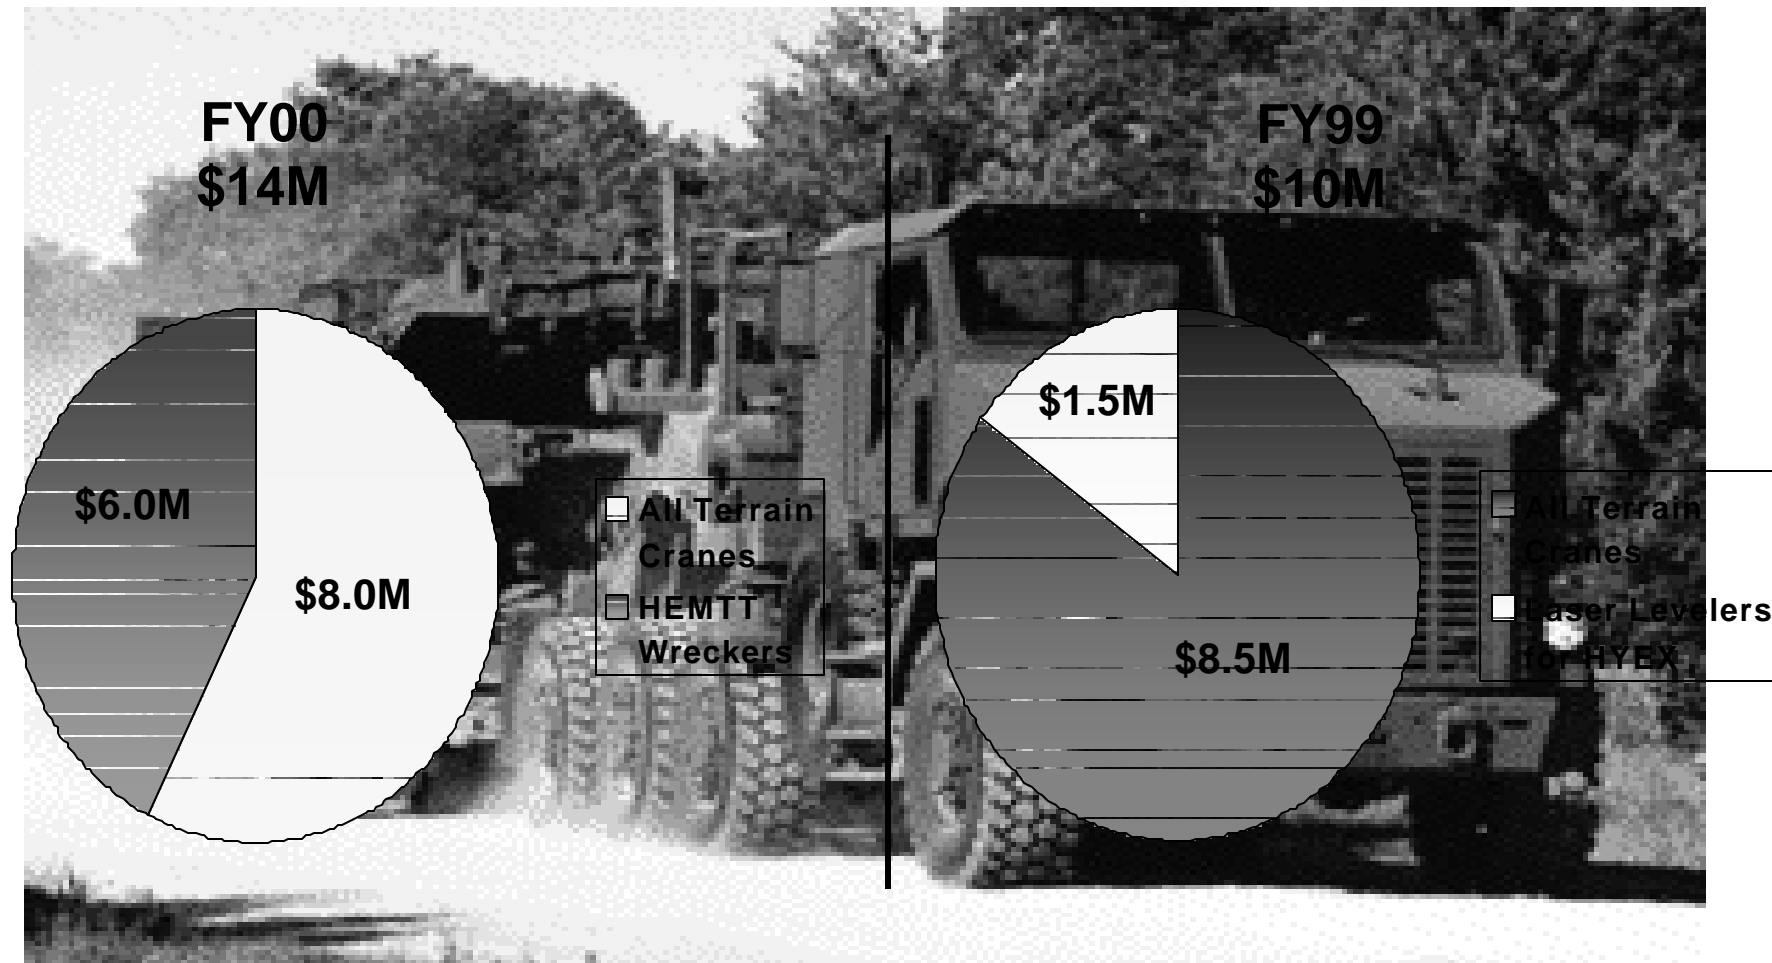 FY00
$14M
$6.0M
$8.0M
All Terrain
Cranes
HEMTT
Wreckers
FY99
$10M
$1.5M
$8.5M
All Terrain
Cranes
Laser Levelers
for HYEX